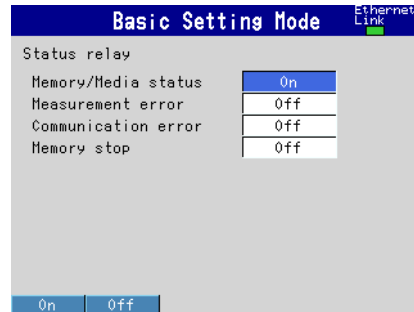 Basic Setting Mode
Ethernet
Link
Status relay
Memory/Media status On
Measurement error Off
Communication error Off
Memory stop Off
On Off